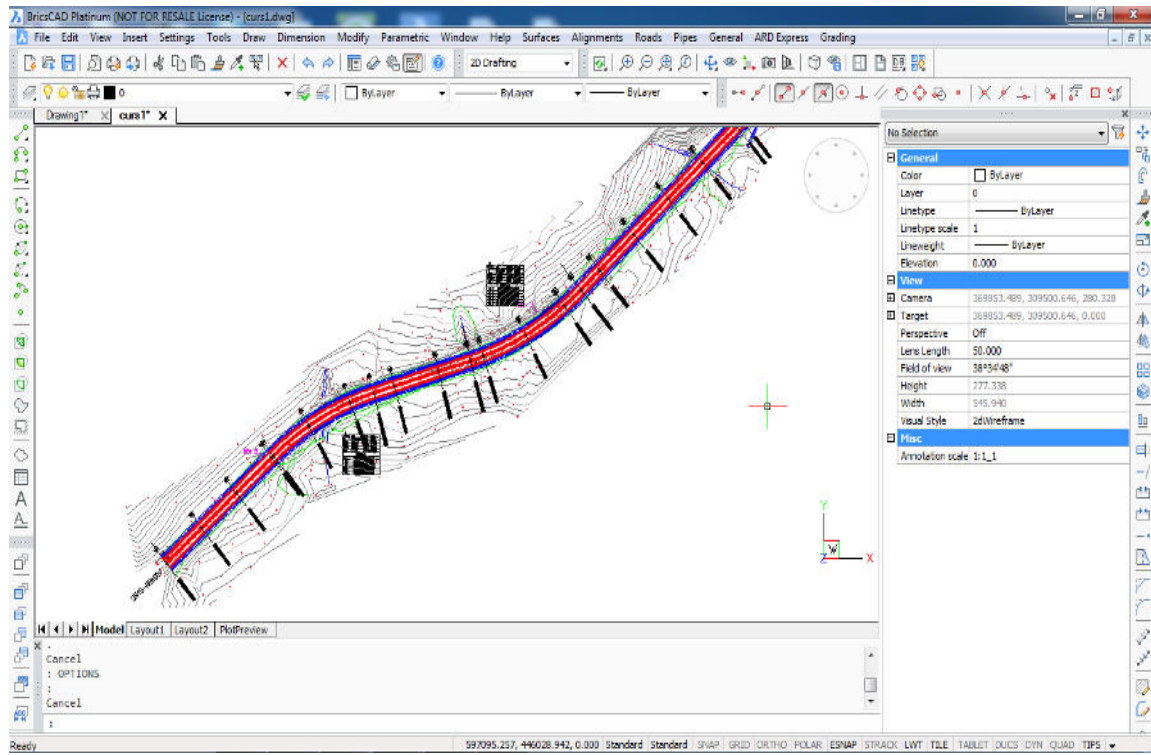 BricsCAD Platinum (NOT FOR RESALE License) - [curs1.dwg]
File Edit View Insert Settings Tools Draw Dimension Modify Parametric Window Help Surfaces Alignments Roads Pipes General ARD Express Grading
2D Drafting
0 ByLayer ByLayer ByLayer
Drawing1* curs1*
No Selection
General
Color ByLayer
Layer 0
Linetype ByLayer
Linetype scale 1
Lineweight ByLayer
Elevation 0.000
View
Camera 369853.489, 309500.646, 280.328
Target 369853.489, 309500.646, 0.000
Perspective Off
Lens Length 50.000
Field of view 38°34'48"
Height 277.338
Width 545.940
Visual Style 2dWireframe
Misc
Annotation scale 1:1_1
Y
W
Z X
Model Layout1 Layout2 PlotPreview
.
Cancel
: OPTIONS
:
Cancel
:
A
A
ADD
Ready 597095.257, 446028.942, 0.000 Standard Standard SNAP GRID ORTHO POLAR ESNAP STRACK LWT TILE TABLET DUCS DYN QUAD TIPS